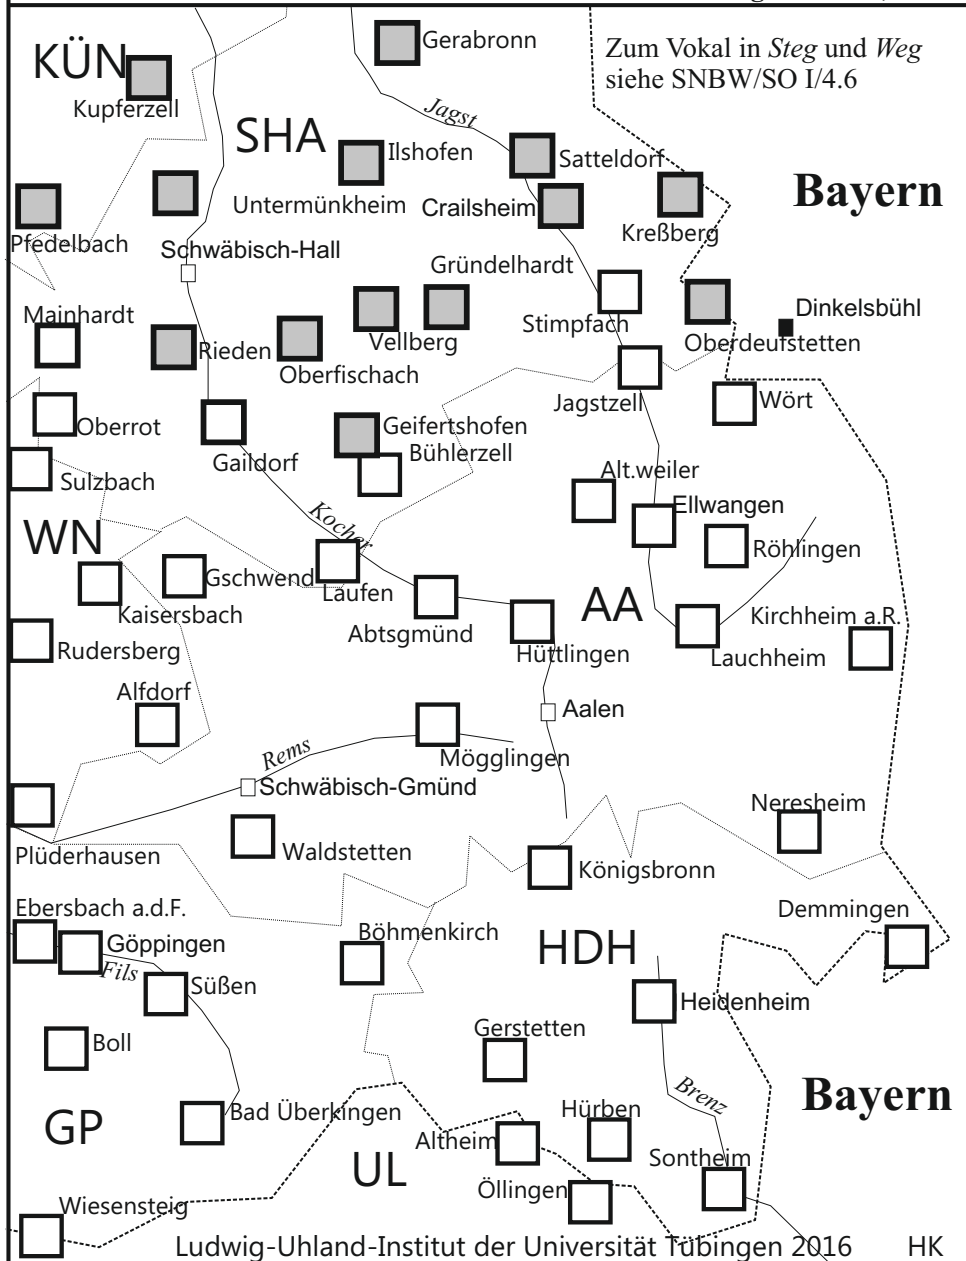 Gerabronn
Zum Vokal in Steg und Weg
siehe SNBW/SO I/4.6
KÜN
Kupferzell
Jagst
SHA
Ilshofen
Satteldorf
Bayern
Untermünkheim
Crailsheim
Kreßberg
Pfedelbach
Schwäbisch-Hall
Gründelhardt
Mainhardt
Stimpfach
Dinkelsbühl
Rieden
Vellberg
Oberdeufstetten
Oberfischach
Jagstzell
Wört
Oberrot
Geifertshofen
Gaildorf
Bühlerzell
Sulzbach
Alt.weiler
Ellwangen
Kocher
WN
Röhlingen
Gschwend
Laufen
Kaisersbach
AA
Abtsgmünd
Kirchheim a.R.
Rudersberg
Hüttlingen
Lauchheim
Alfdorf
Aalen
Rems
Mögglingen
Schwäbisch-Gmünd
Neresheim
Plüderhausen
Waldstetten
Königsbronn
Ebersbach a.d.F.
Demmingen
Göppingen
Böhmenkirch
HDH
Fils
Süßen
Heidenheim
Boll
Gerstetten
Brenz
Bayern
GP
Bad Überkingen
Hürben
Altheim
UL
Sontheim
Öllingen
Wiesensteig
Ludwig-Uhland-Institut der Universität Tübingen 2016 HK